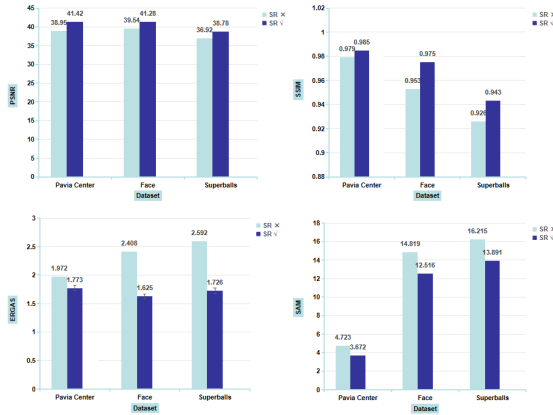 45
40
35
30
25
20
15
10
5
0
PSNR
38.95
41.42
39.54
41.28
36.92
38.78
SR ×
SR √
Pavia Center
Face
Superballs
Dataset
1.02
1
0.98
0.96
0.94
0.92
0.9
0.88
SSIM
0.979
0.985
0.953
0.975
0.926
0.943
SR ×
SR √
Pavia Center
Face
Superballs
Dataset
3
2.5
2
1.5
1
0.5
0
ERGAS
1.972
1.773
2.408
1.625
2.592
1.726
SR ×
SR √
Pavia Center
Face
Superballs
Dataset
18
16
14
12
10
8
6
4
2
0
SAM
4.723
3.672
14.819
12.516
16.215
13.891
SR ×
SR √
Pavia Center
Face
Superballs
Dataset